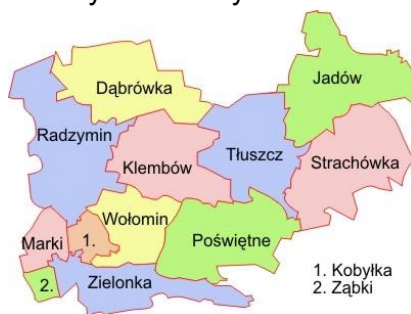 Dąbrówka
Jadów
Radzymin
Klembów
Tłuszcz
Strachówka
Wołomin
Marki
1.
Poświętne
2.
Zielonka
1. Kobyłka
2. Ząbki